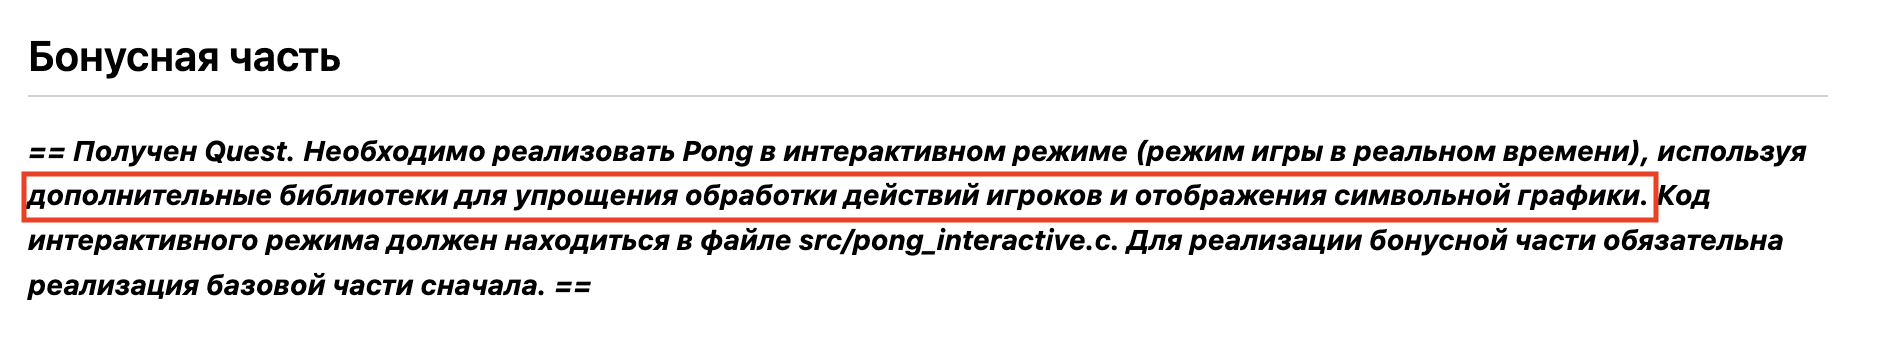 Бонусная часть
== Получен Quest. Необходимо реализовать Pong в интерактивном режиме (режим игры в реальном времени), используя
дополнительные библиотеки для упрощения обработки действий игроков и отображения символьной графики. Код
интерактивного режима должен находиться в файле src/pong_interactive.c. Для реализации бонусной части обязательна
реализация базовой части сначала. ==